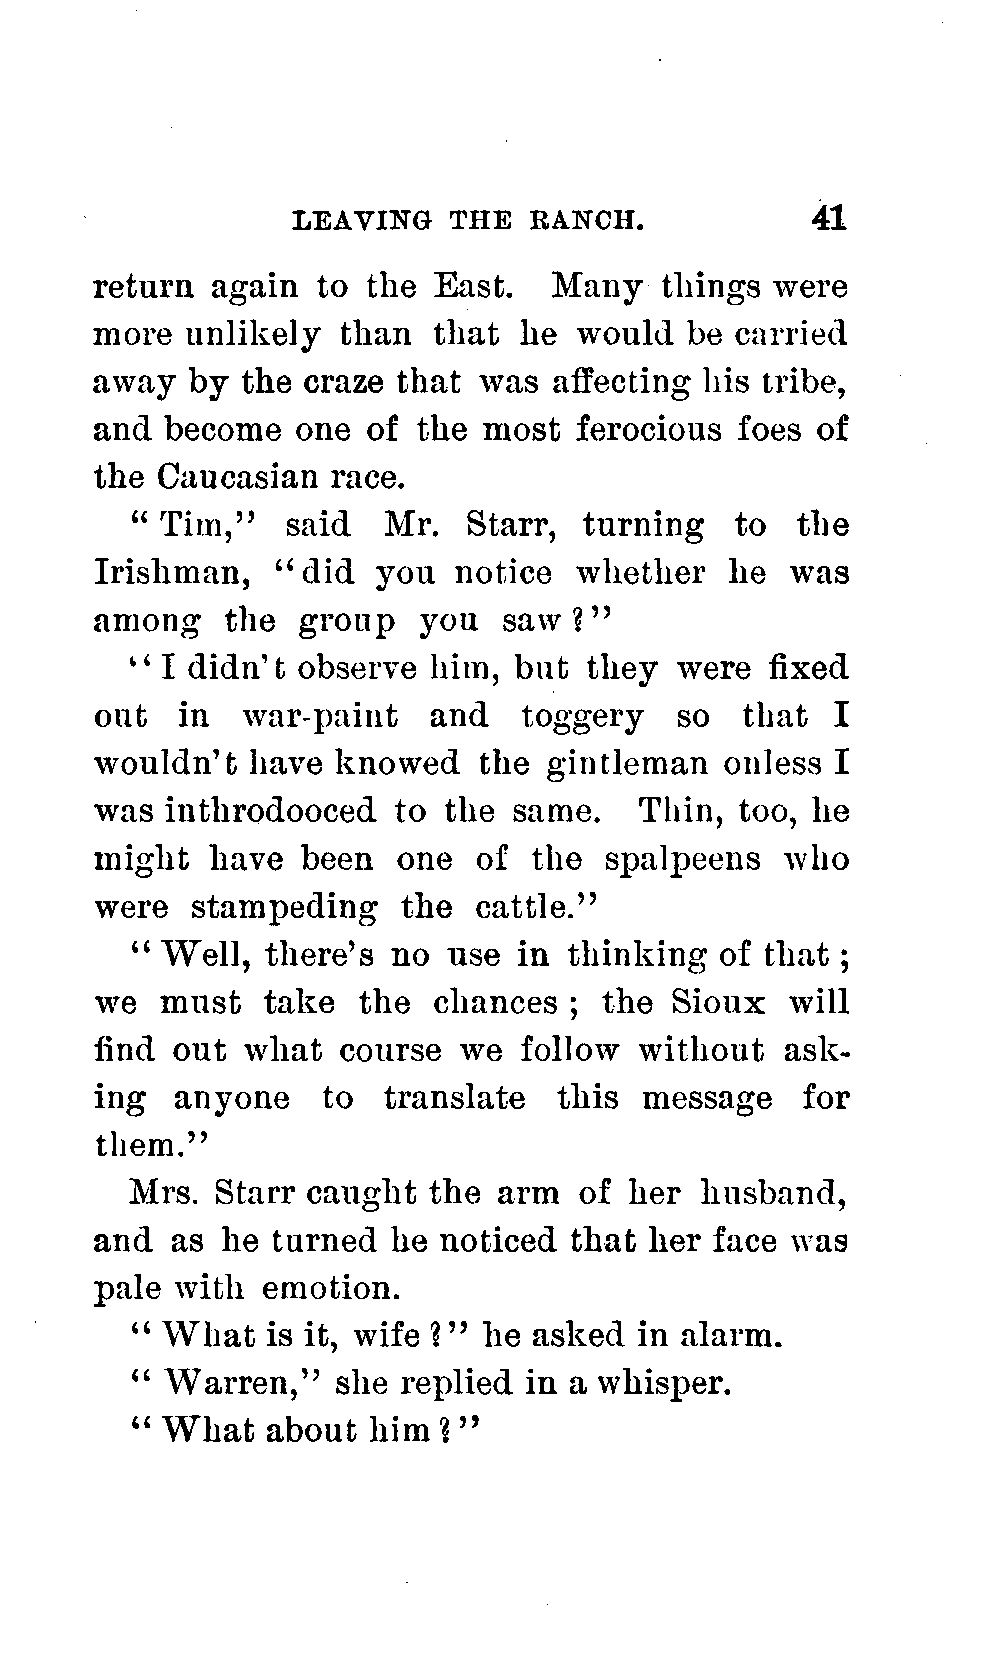 LEAVING THE RANCH. 41
return again to the East. Many things were
more unlikely than that he would be carried
away by the craze that was affecting his tribe,
and become one of the most ferocious foes of
the Caucasian race.
“ Tim,” said Mr. Starr, turning to the
Irishman, “did you notice whether he was
among the group you saw?”
“I didn’t observe him, but they were fixed
out in war-paint and toggery so that I
wouldn’t have knowed the gintleman onless I
was inthrodooced to the same. Thin, too, he
might have been one of the spalpeens who
were stampeding the cattle.”
“ Well, there’s no use in thinking of that ;
we must take the chances ; the Sioux will
find out what course we follow without ask-
ing anyone to translate this message for
them.”
Mrs. Starr caught the arm of her husband,
and as he turned he noticed that her face was
pale with emotion.
“ What is it, wife?” he asked in alarm.
“ Warren,” she replied in a whisper.
“ What about him?”